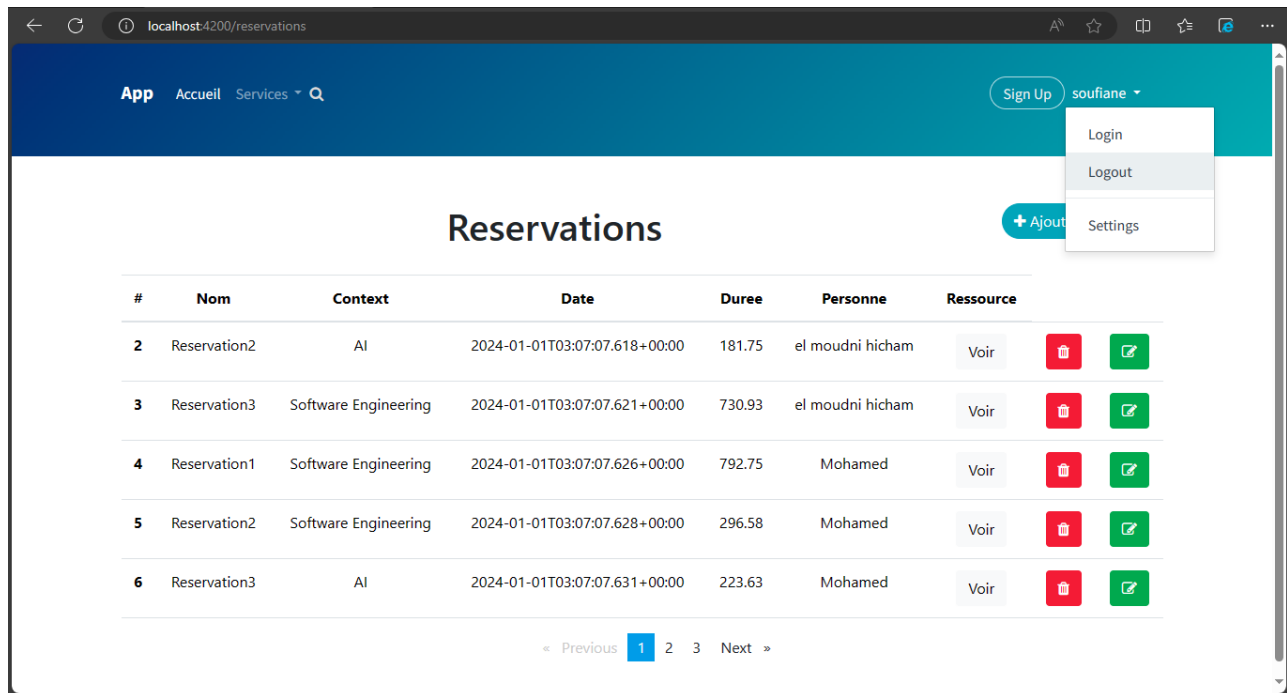 localhost:4200/reservations
App Accueil Services Sign Up soufiane
Login
Logout
Settings
Reservations
Ajout
# Nom Context Date Duree Personne Ressource
2 Reservation2 AI 2024-01-01T03:07:07.618+00:00 181.75 el moudni hicham Voir
3 Reservation3 Software Engineering 2024-01-01T03:07:07.621+00:00 730.93 el moudni hicham Voir
4 Reservation1 Software Engineering 2024-01-01T03:07:07.626+00:00 792.75 Mohamed Voir
5 Reservation2 Software Engineering 2024-01-01T03:07:07.628+00:00 296.58 Mohamed Voir
6 Reservation3 AI 2024-01-01T03:07:07.631+00:00 223.63 Mohamed Voir
« Previous 1 2 3 Next »